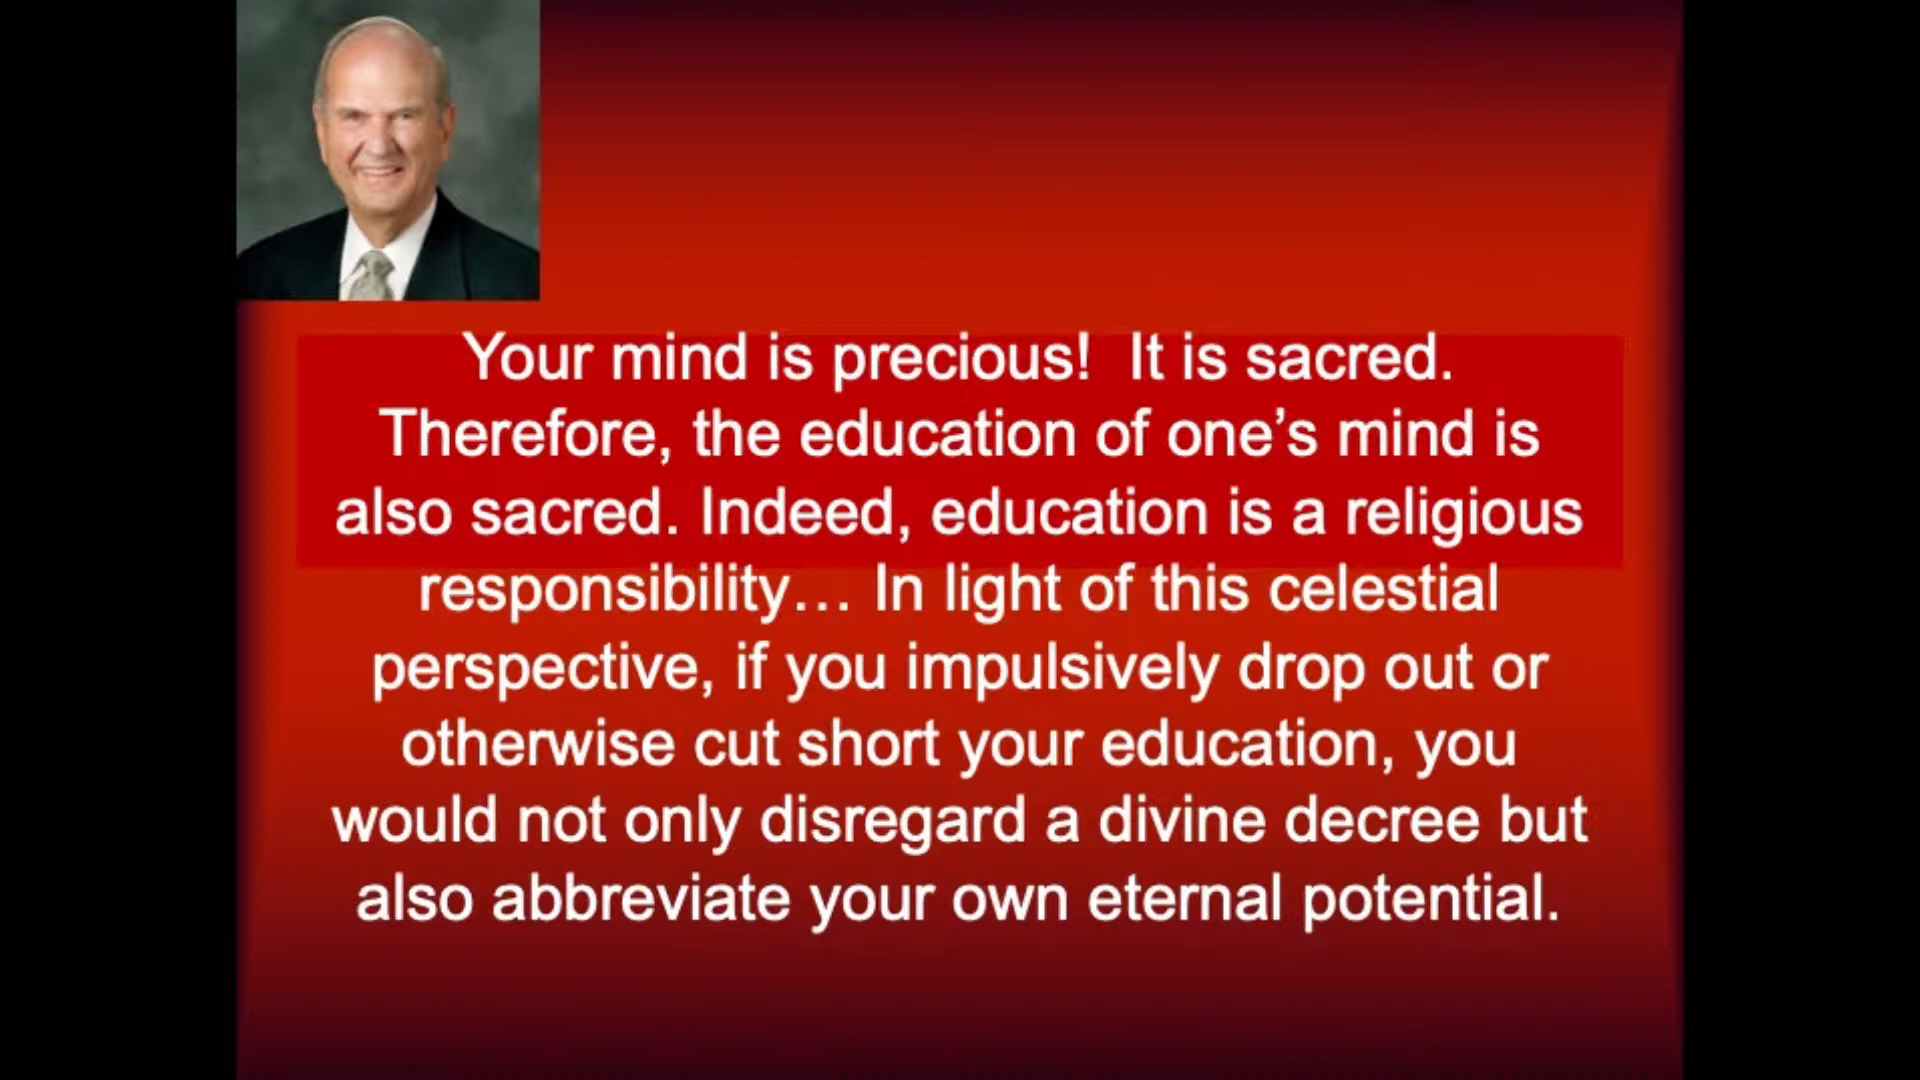 Your mind is precious!  It is sacred.
Therefore, the education of one’s mind is
also sacred. Indeed, education is a religious
responsibility… In light of this celestial
perspective, if you impulsively drop out or
otherwise cut short your education, you
would not only disregard a divine decree but
also abbreviate your own eternal potential.